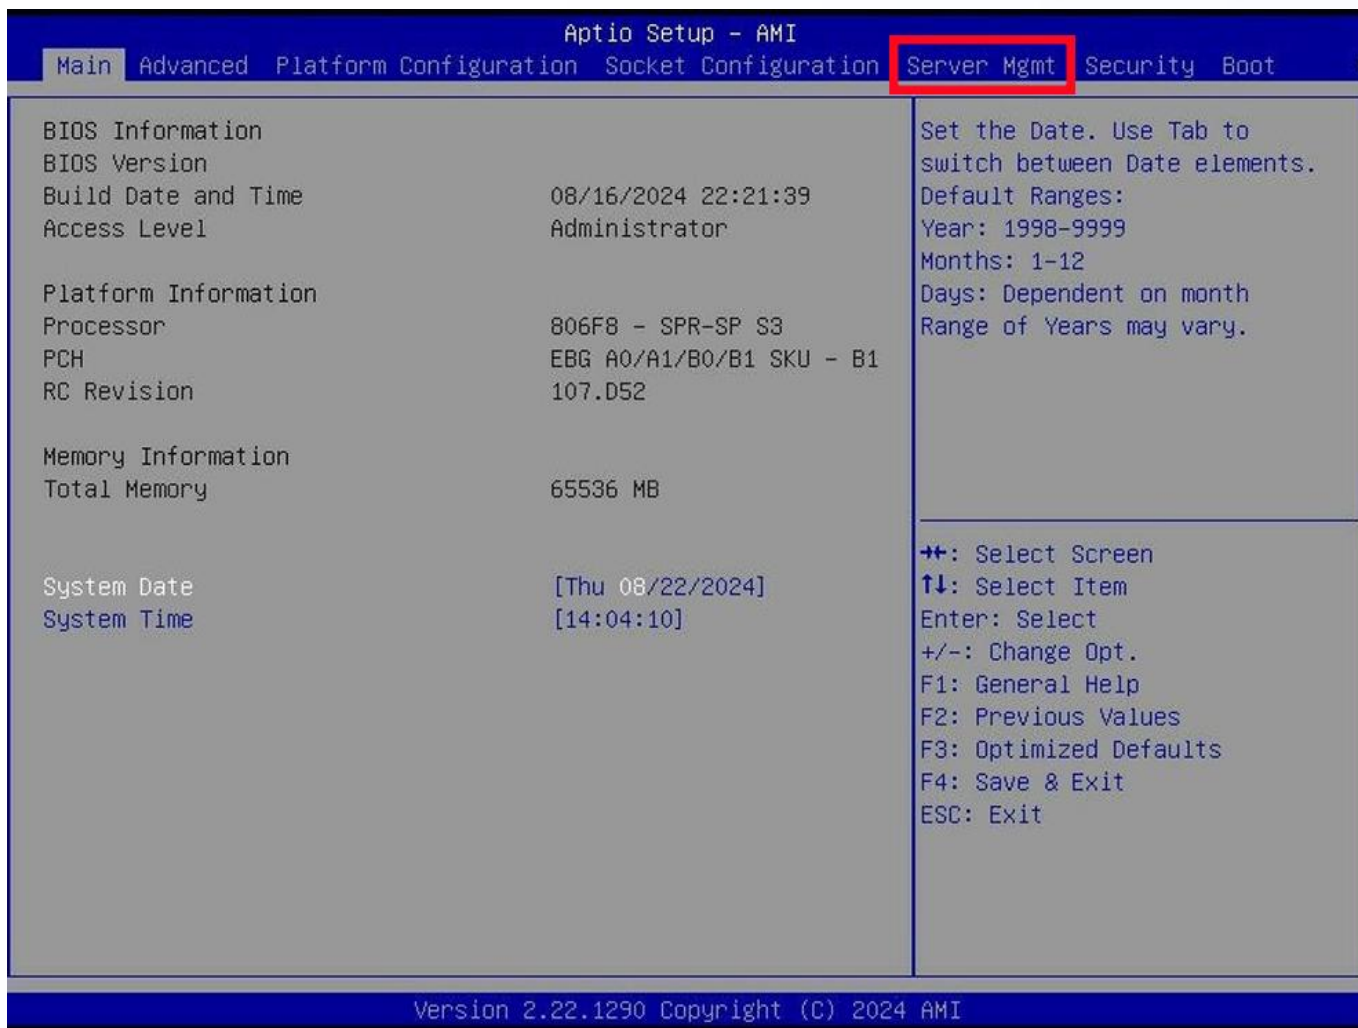 Aptio Setup – AMI
Main Advanced Platform Configuration Socket Configuration Server Mgmt Security Boot
BIOS Information
BIOS Version
Build Date and Time 08/16/2024 22:21:39
Access Level Administrator
Platform Information
Processor 806F8 – SPR-SP S3
PCH EBG A0/A1/B0/B1 SKU – B1
RC Revision 107.D52
Memory Information
Total Memory 65536 MB
System Date [Thu 08/22/2024]
System Time [14:04:10]
Set the Date. Use Tab to
switch between Date elements.
Default Ranges:
Year: 1998–9999
Months: 1–12
Days: Dependent on month
Range of Years may vary.
→←: Select Screen
↑↓: Select Item
Enter: Select
+/-: Change Opt.
F1: General Help
F2: Previous Values
F3: Optimized Defaults
F4: Save & Exit
ESC: Exit
Version 2.22.1290 Copyright (C) 2024 AMI